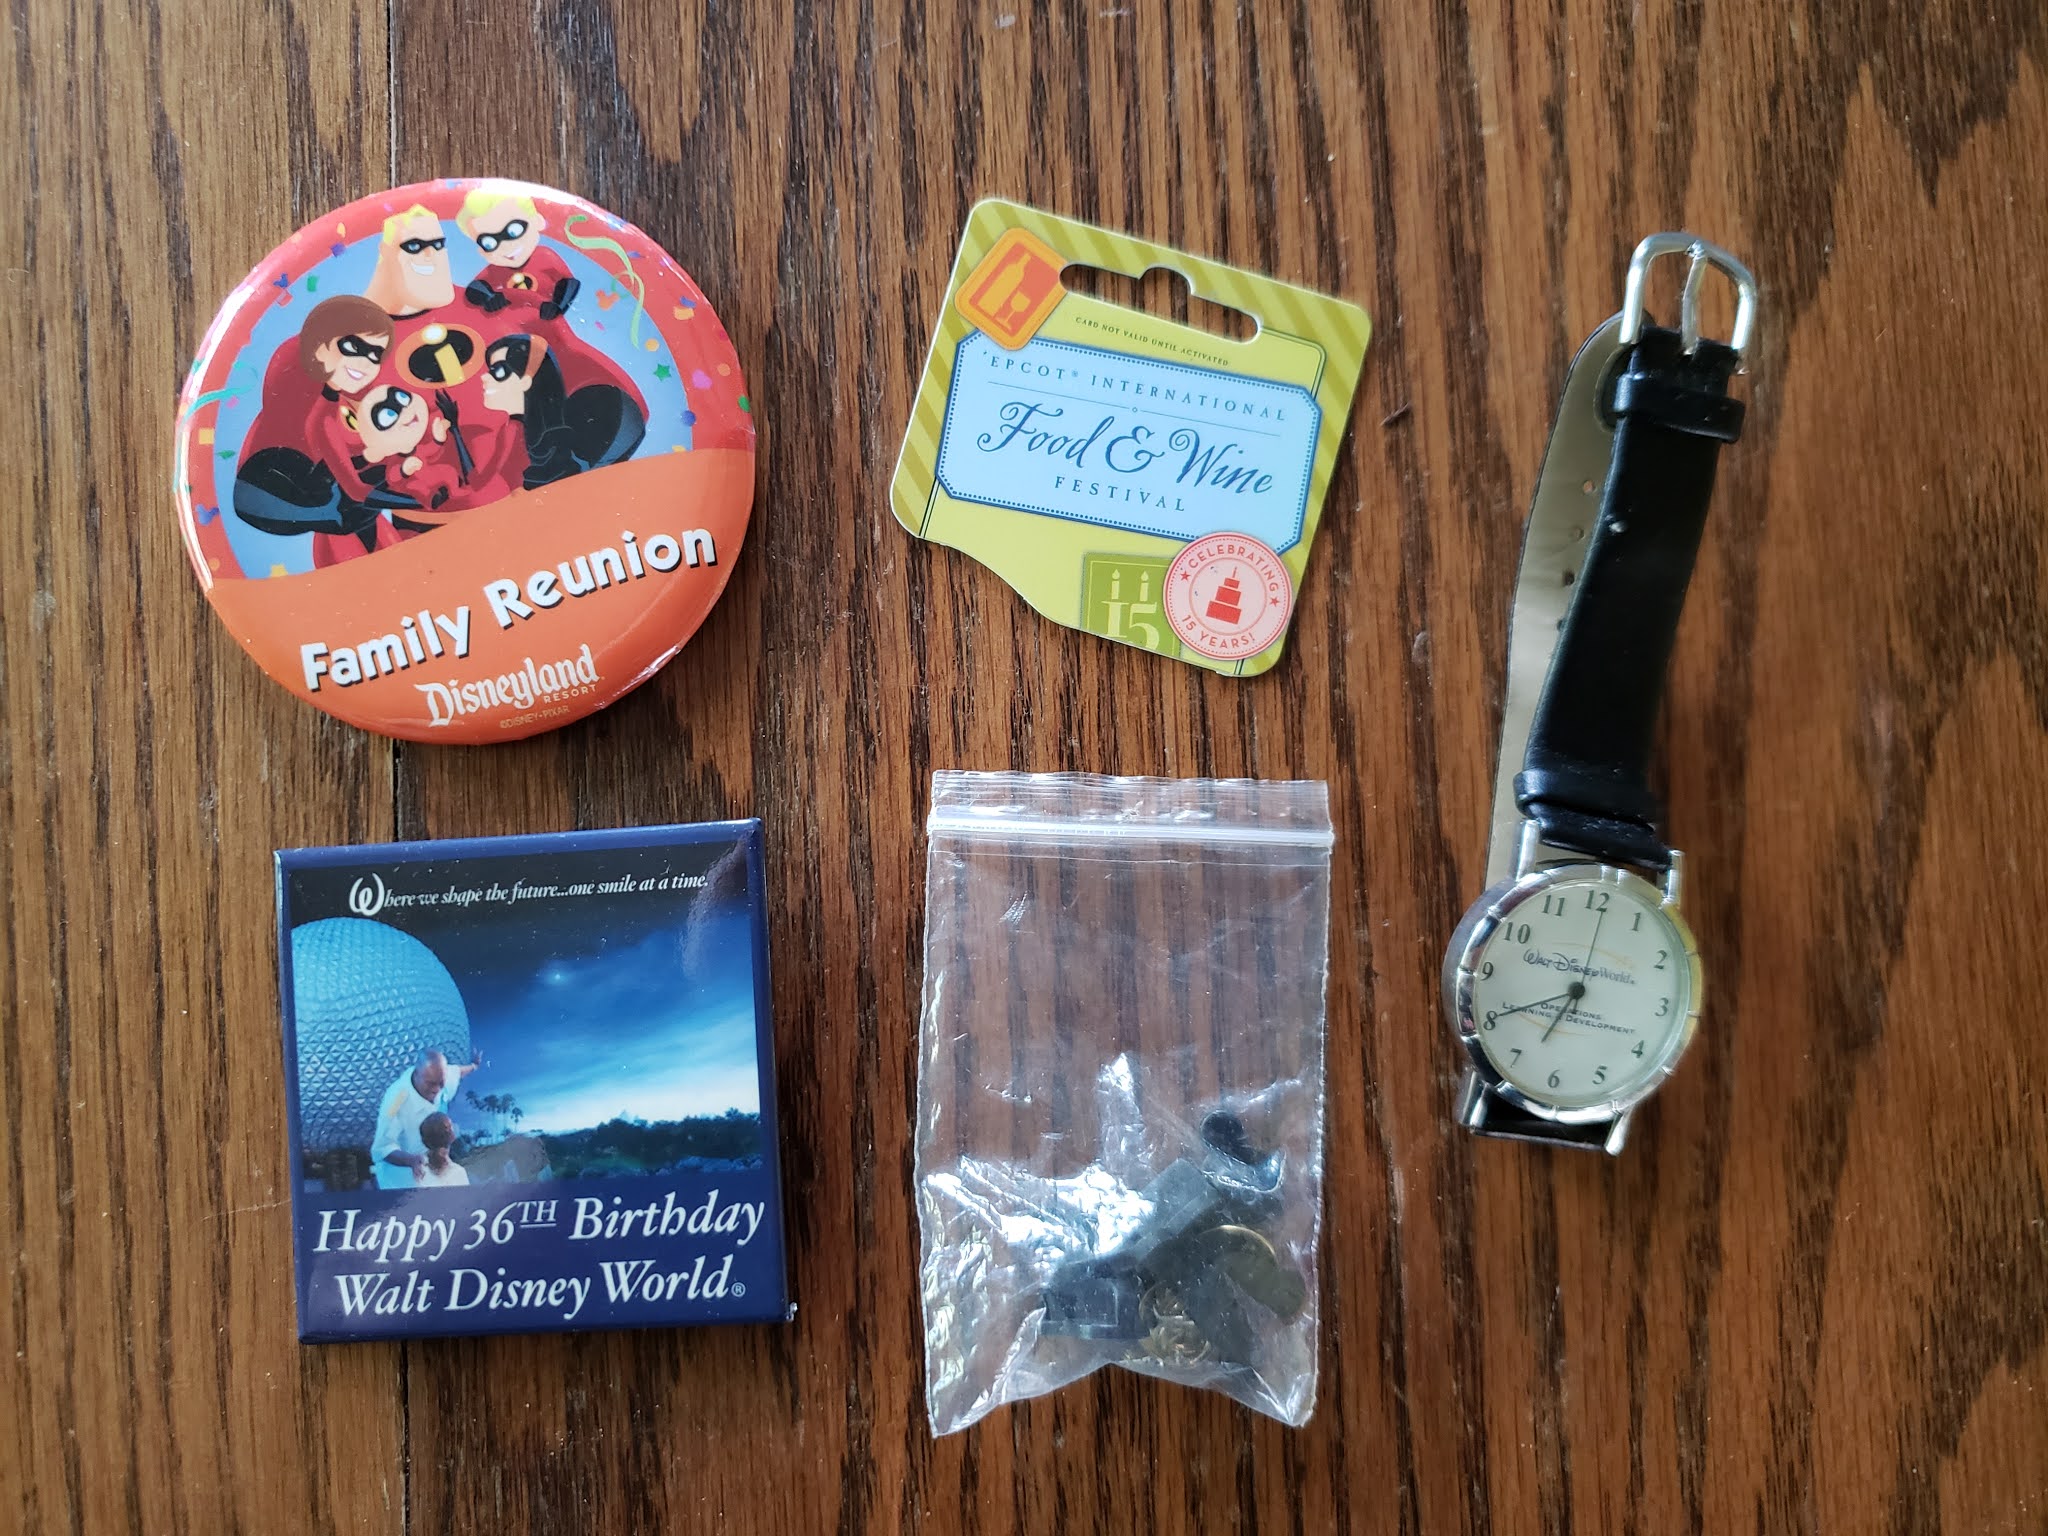 Family Reunion
Disneyland
RESORT
©DISNEY•PIXAR
CARD NOT VALID UNTIL ACTIVATED.
EPCOT® INTERNATIONAL
Food & Wine
FESTIVAL
15
CELEBRATING
15 YEARS!
Where we shape the future...one smile at a time.
Happy 36TH Birthday
Walt Disney World®
12
1
2
3
4
5
6
7
8
9
10
11
Walt Disney World®
Operations
Learning & Development